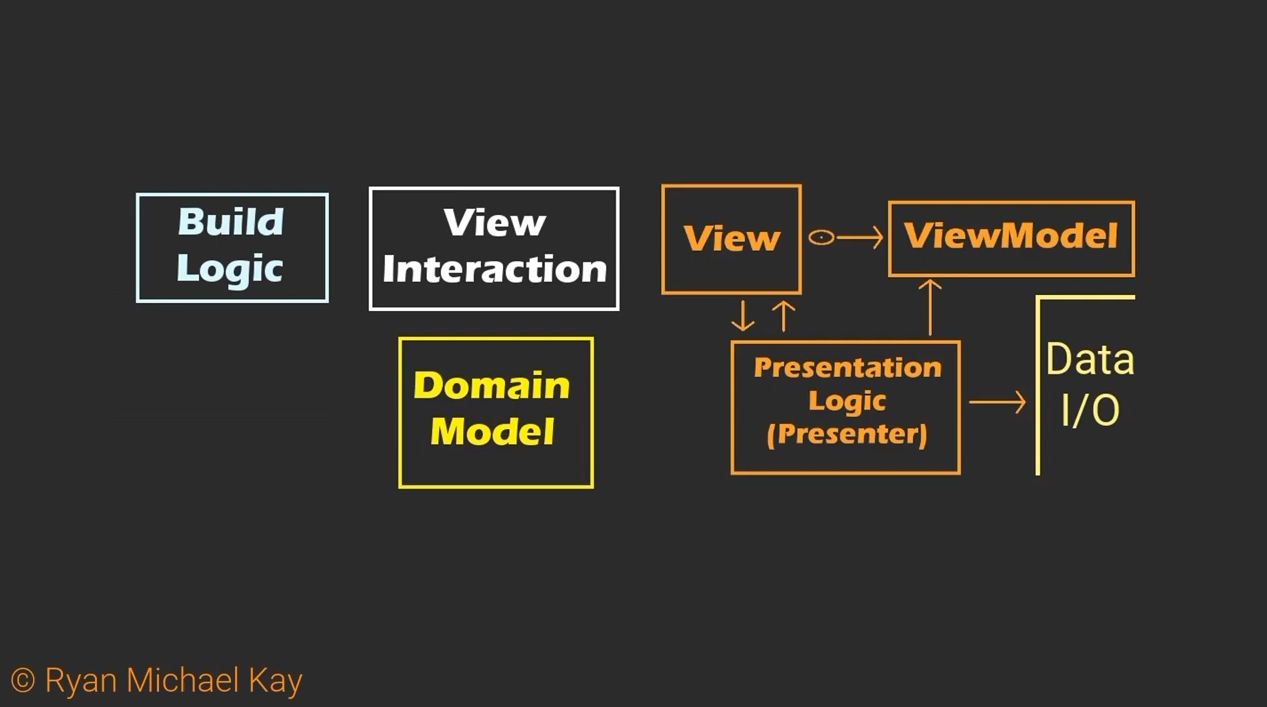 Build
Logic
View
Interaction
View
ViewModel
Domain
Model
Presentation
Logic
(Presenter)
Data
I/O
© Ryan Michael Kay